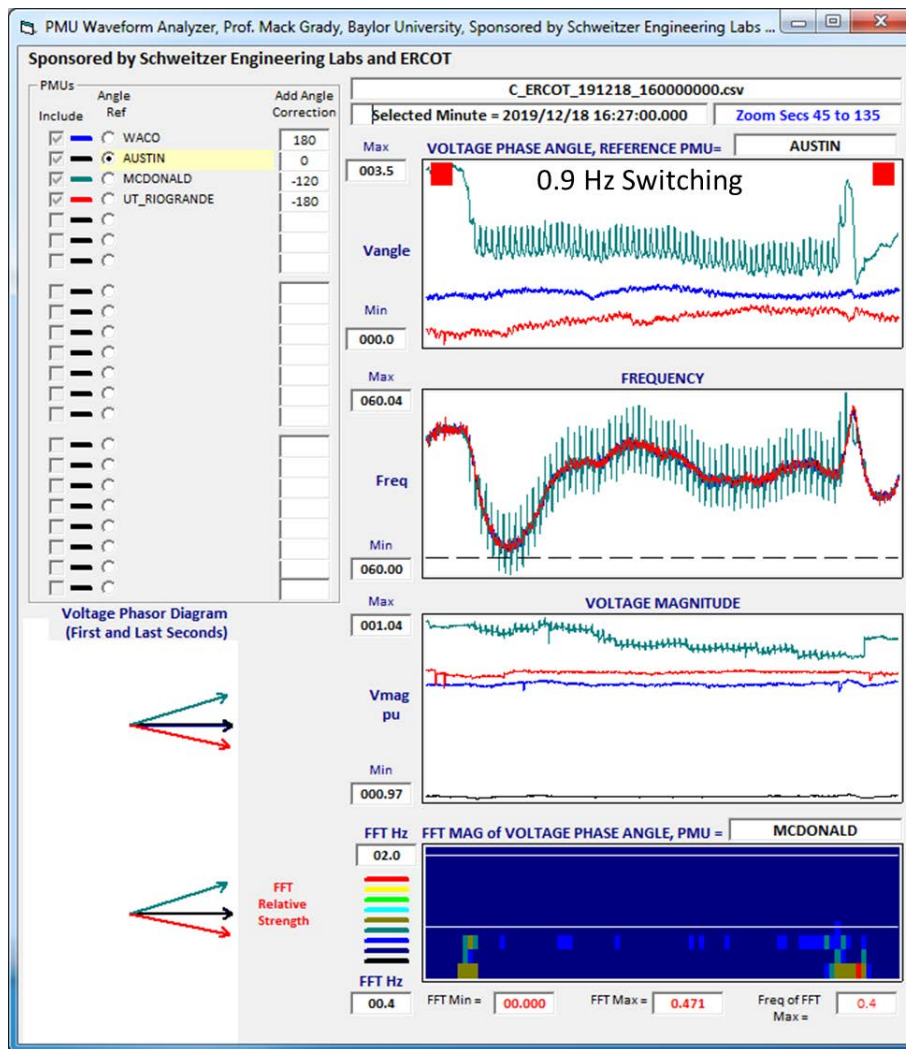 PMU Waveform Analyzer, Prof. Mack Grady, Baylor University, Sponsored by Schweitzer Engineering Labs ...
Sponsored by Schweitzer Engineering Labs and ERCOT
PMUs
Include
Angle
Ref
Add Angle
Correction
WACO 180
AUSTIN 0
MCDONALD -120
UT_RIOGRANDE -180
C_ERCOT_191218_160000000.csv
Selected Minute = 2019/12/18 16:27:00.000
Zoom Secs 45 to 135
Max
003.5
VOLTAGE PHASE ANGLE, REFERENCE PMU=
AUSTIN
0.9 Hz Switching
Vangle
Min
000.0
Max
060.04
FREQUENCY
Freq
Min
060.00
Max
001.04
VOLTAGE MAGNITUDE
Vmag
pu
Min
000.97
Voltage Phasor Diagram
(First and Last Seconds)
FFT
Relative
Strength
FFT Hz
02.0
FFT MAG of VOLTAGE PHASE ANGLE, PMU =
MCDONALD
FFT Hz
00.4
FFT Min = 00.000
FFT Max = 0.471
Freq of FFT
Max =
0.4